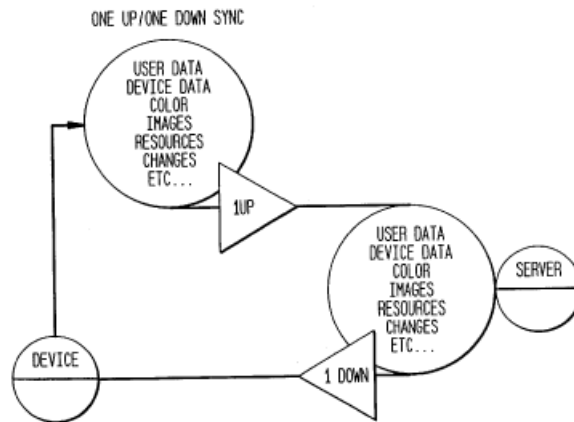 ONE UP/ONE DOWN SYNC
USER DATA
DEVICE DATA
COLOR
IMAGES
RESOURCES
CHANGES
ETC...
1UP
USER DATA
DEVICE DATA
COLOR
IMAGES
RESOURCES
CHANGES
ETC...
SERVER
DEVICE
1 DOWN